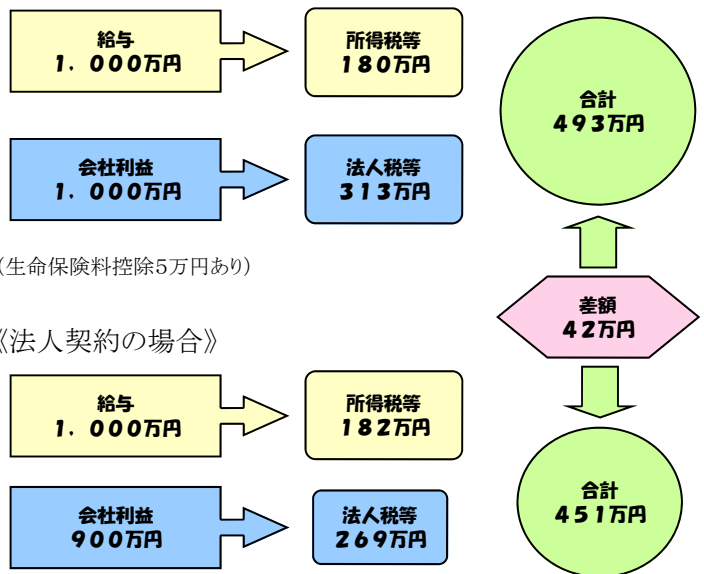 給与
1．000万円
所得税等
180万円
合計
493万円
会社利益
1．000万円
法人税等
313万円
(生命保険料控除5万円あり)
差額
42万円
《法人契約の場合》
給与
1．000万円
所得税等
182万円
会社利益
900万円
法人税等
269万円
合計
451万円